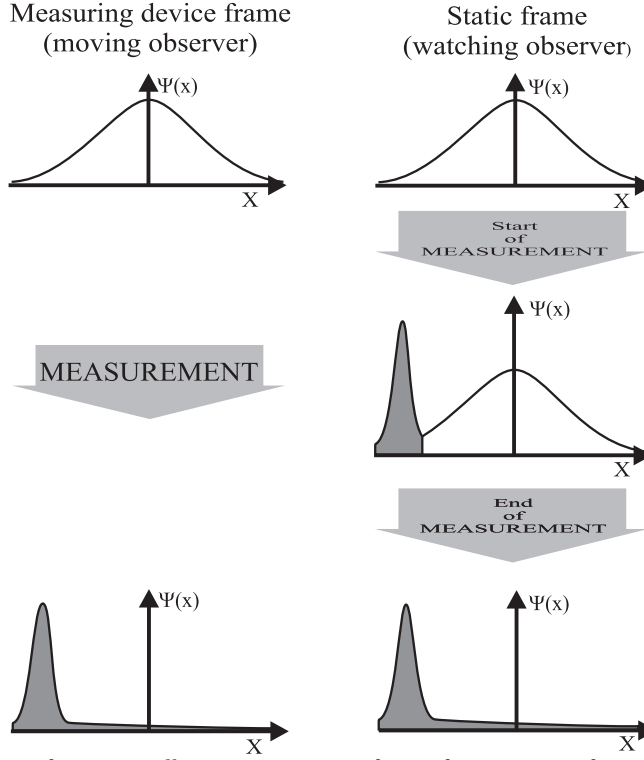 Measuring device frame
(moving observer)
Static frame
(watching observer)
Ψ(x)
X
Ψ(x)
X
Start
of
MEASUREMENT
MEASUREMENT
Ψ(x)
X
End
of
MEASUREMENT
Ψ(x)
X
Ψ(x)
X